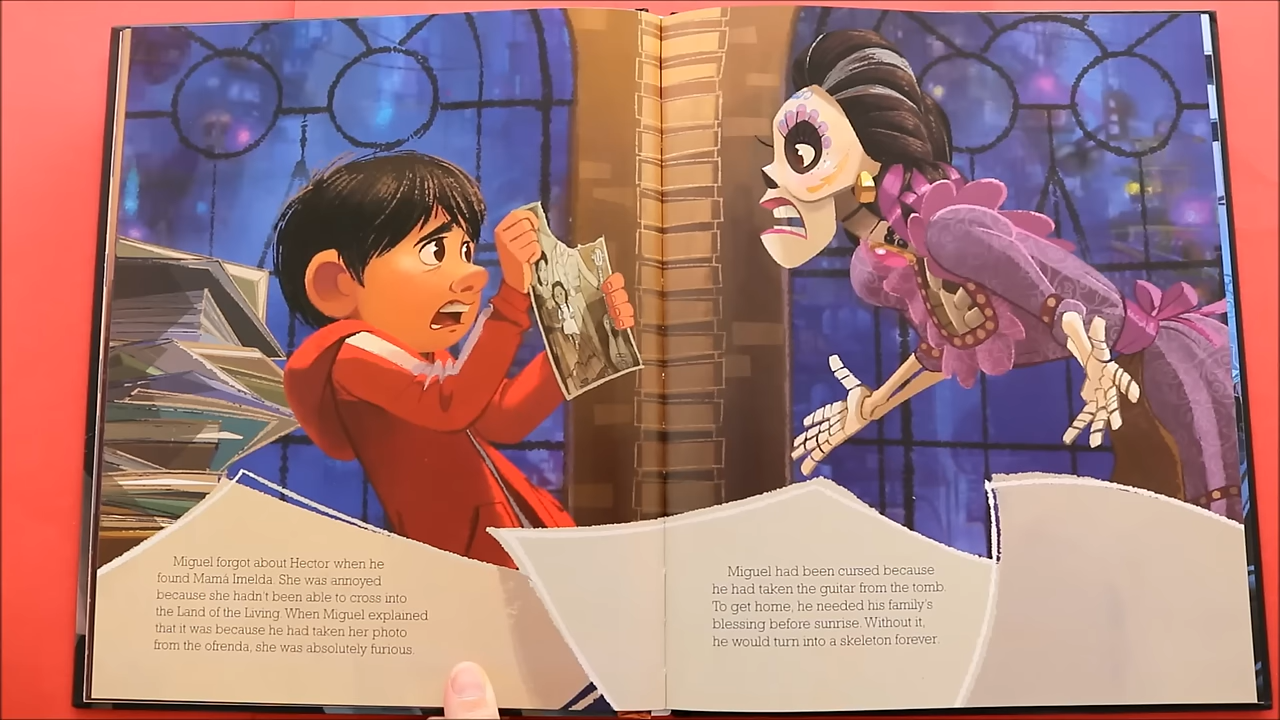 Miguel forgot about Hector when he
found Mamá Imelda. She was annoyed
because she hadn't been able to cross into
the Land of the Living. When Miguel explained
that it was because he had taken her photo
from the ofrenda, she was absolutely furious.
Miguel had been cursed because
he had taken the guitar from the tomb.
To get home, he needed his family's
blessing before sunrise. Without it,
he would turn into a skeleton forever.